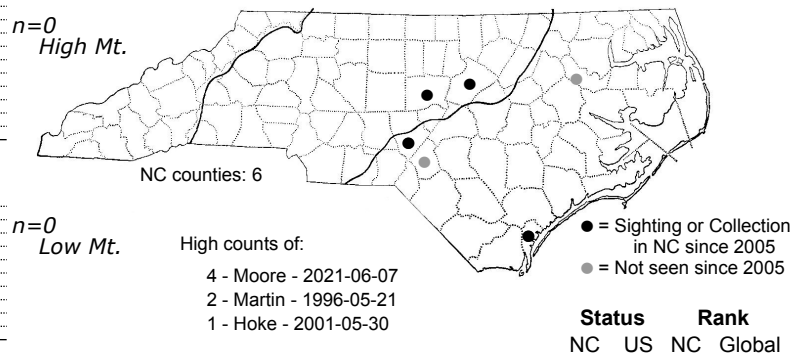 n=0
High Mt.
NC counties: 6
n=0
Low Mt.
High counts of:
4 - Moore - 2021-06-07
2 - Martin - 1996-05-21
1 - Hoke - 2001-05-30
= Sighting or Collection
in NC since 2005
= Not seen since 2005
Status Rank
NC US NC Global